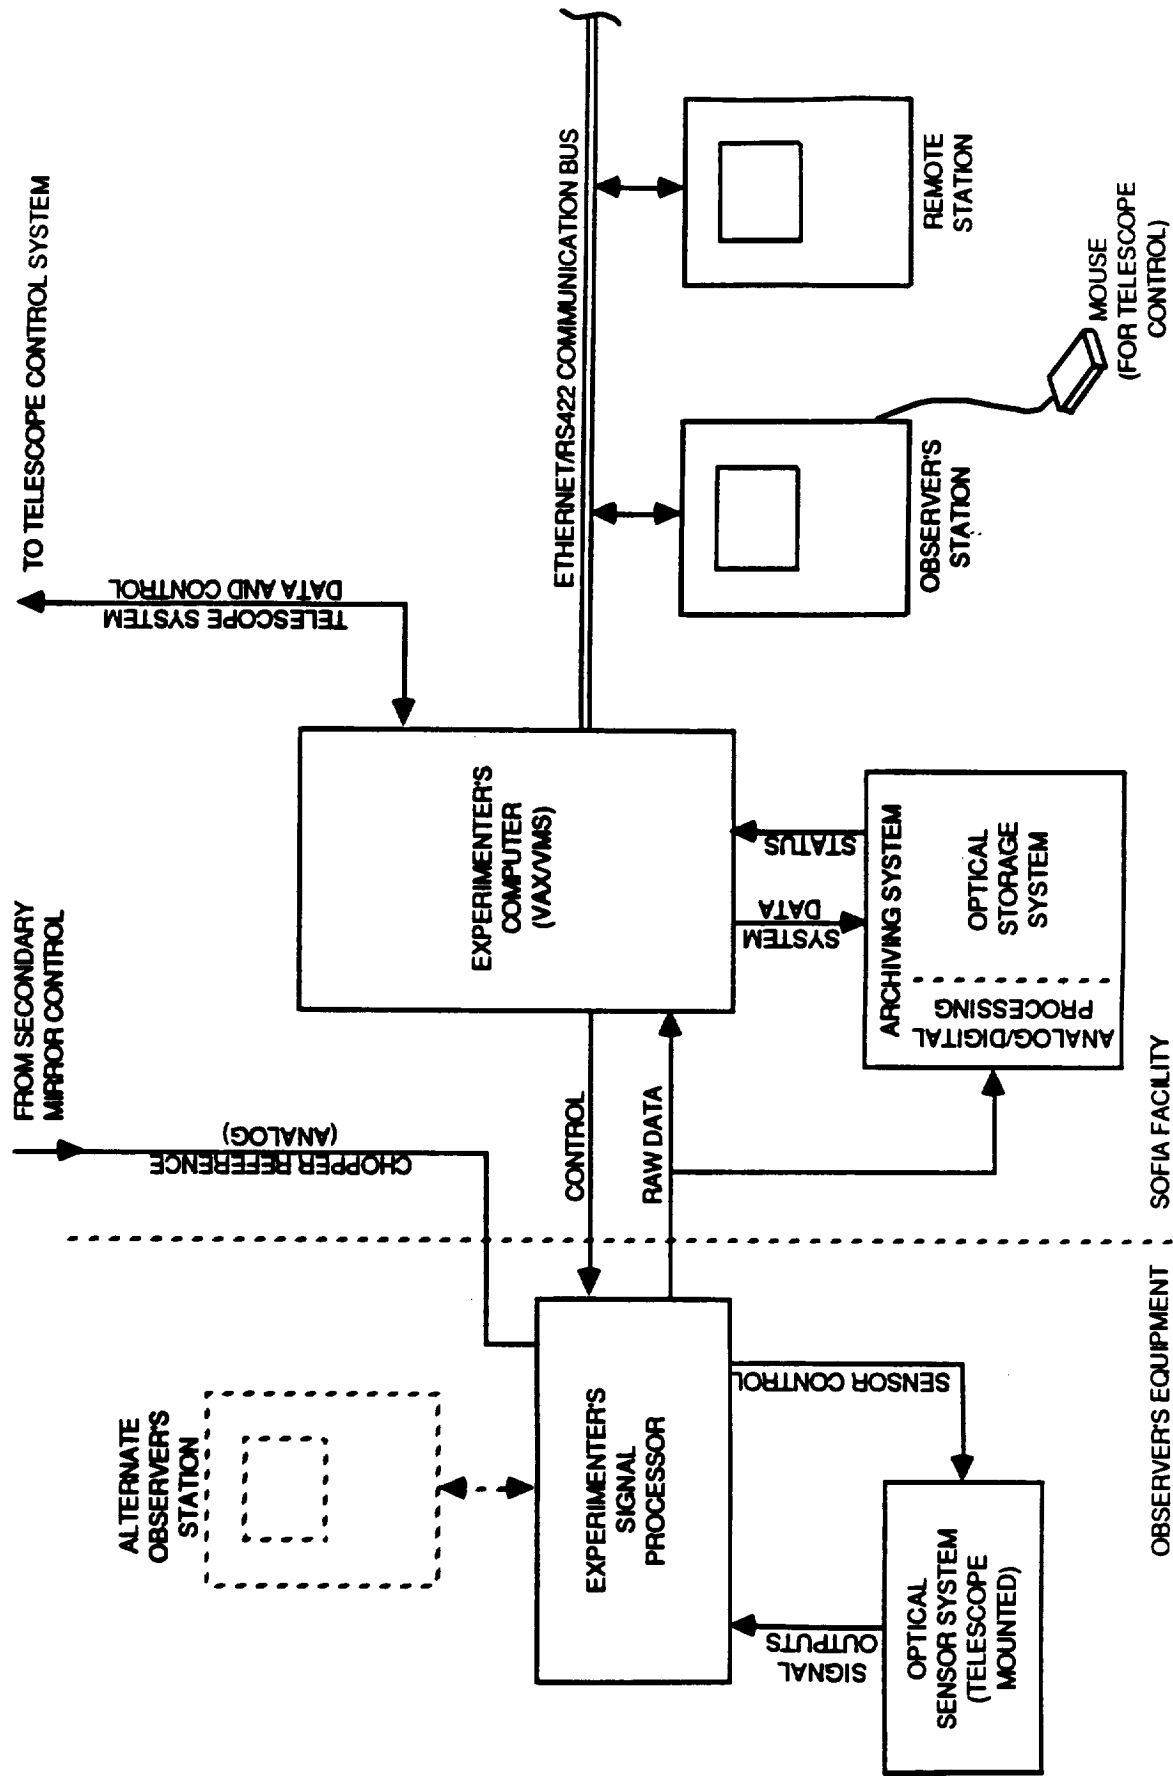 FROM SECONDARY
MIRROR CONTROL
TO TELESCOPE CONTROL SYSTEM
ALTERNATE
OBSERVER'S
STATION
CHOPPER REFERENCE
(ANALOG)
TELESCOPE SYSTEM
DATA AND CONTROL
EXPERIMENTER'S
SIGNAL
PROCESSOR
CONTROL
RAW DATA
EXPERIMENTER'S
COMPUTER
(VAX/VMS)
ETHERNET/RS422 COMMUNICATION BUS
SIGNAL
OUTPUTS
SENSOR CONTROL
SYSTEM
DATA
STATUS
OPTICAL
SENSOR SYSTEM
(TELESCOPE
MOUNTED)
ARCHIVING SYSTEM
ANALOG/DIGITAL
PROCESSING
OPTICAL
STORAGE
SYSTEM
OBSERVER'S
STATION
REMOTE
STATION
MOUSE
(FOR TELESCOPE
CONTROL)
OBSERVER'S EQUIPMENT
SOFIA FACILITY